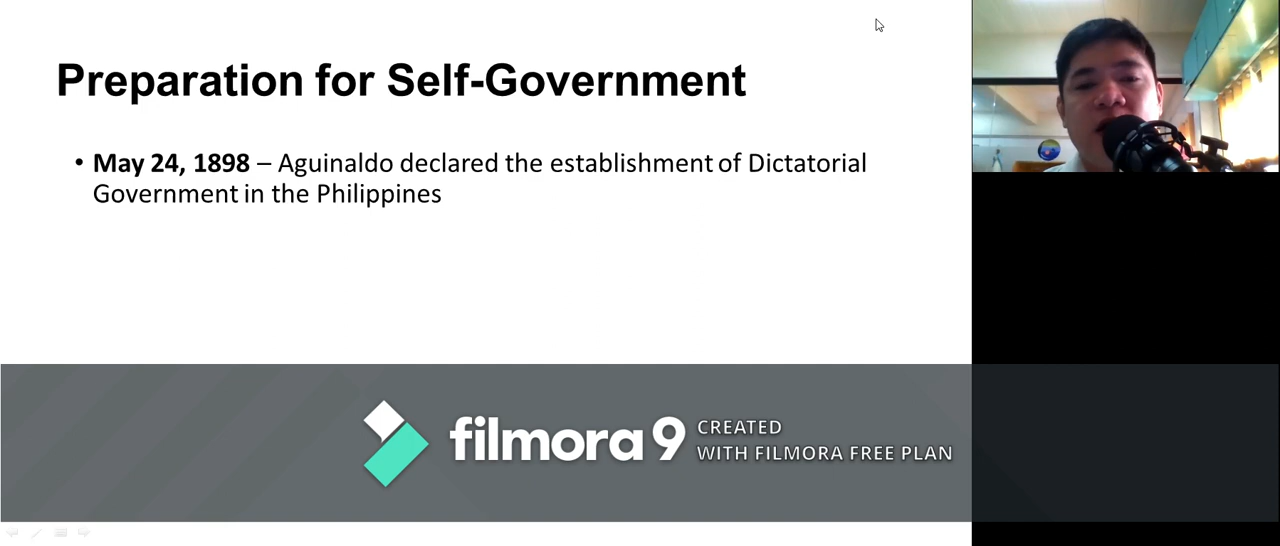 Preparation for Self-Government
• May 24, 1898 – Aguinaldo declared the establishment of Dictatorial
Government in the Philippines
filmora 9
CREATED
WITH FILMORA FREE PLAN